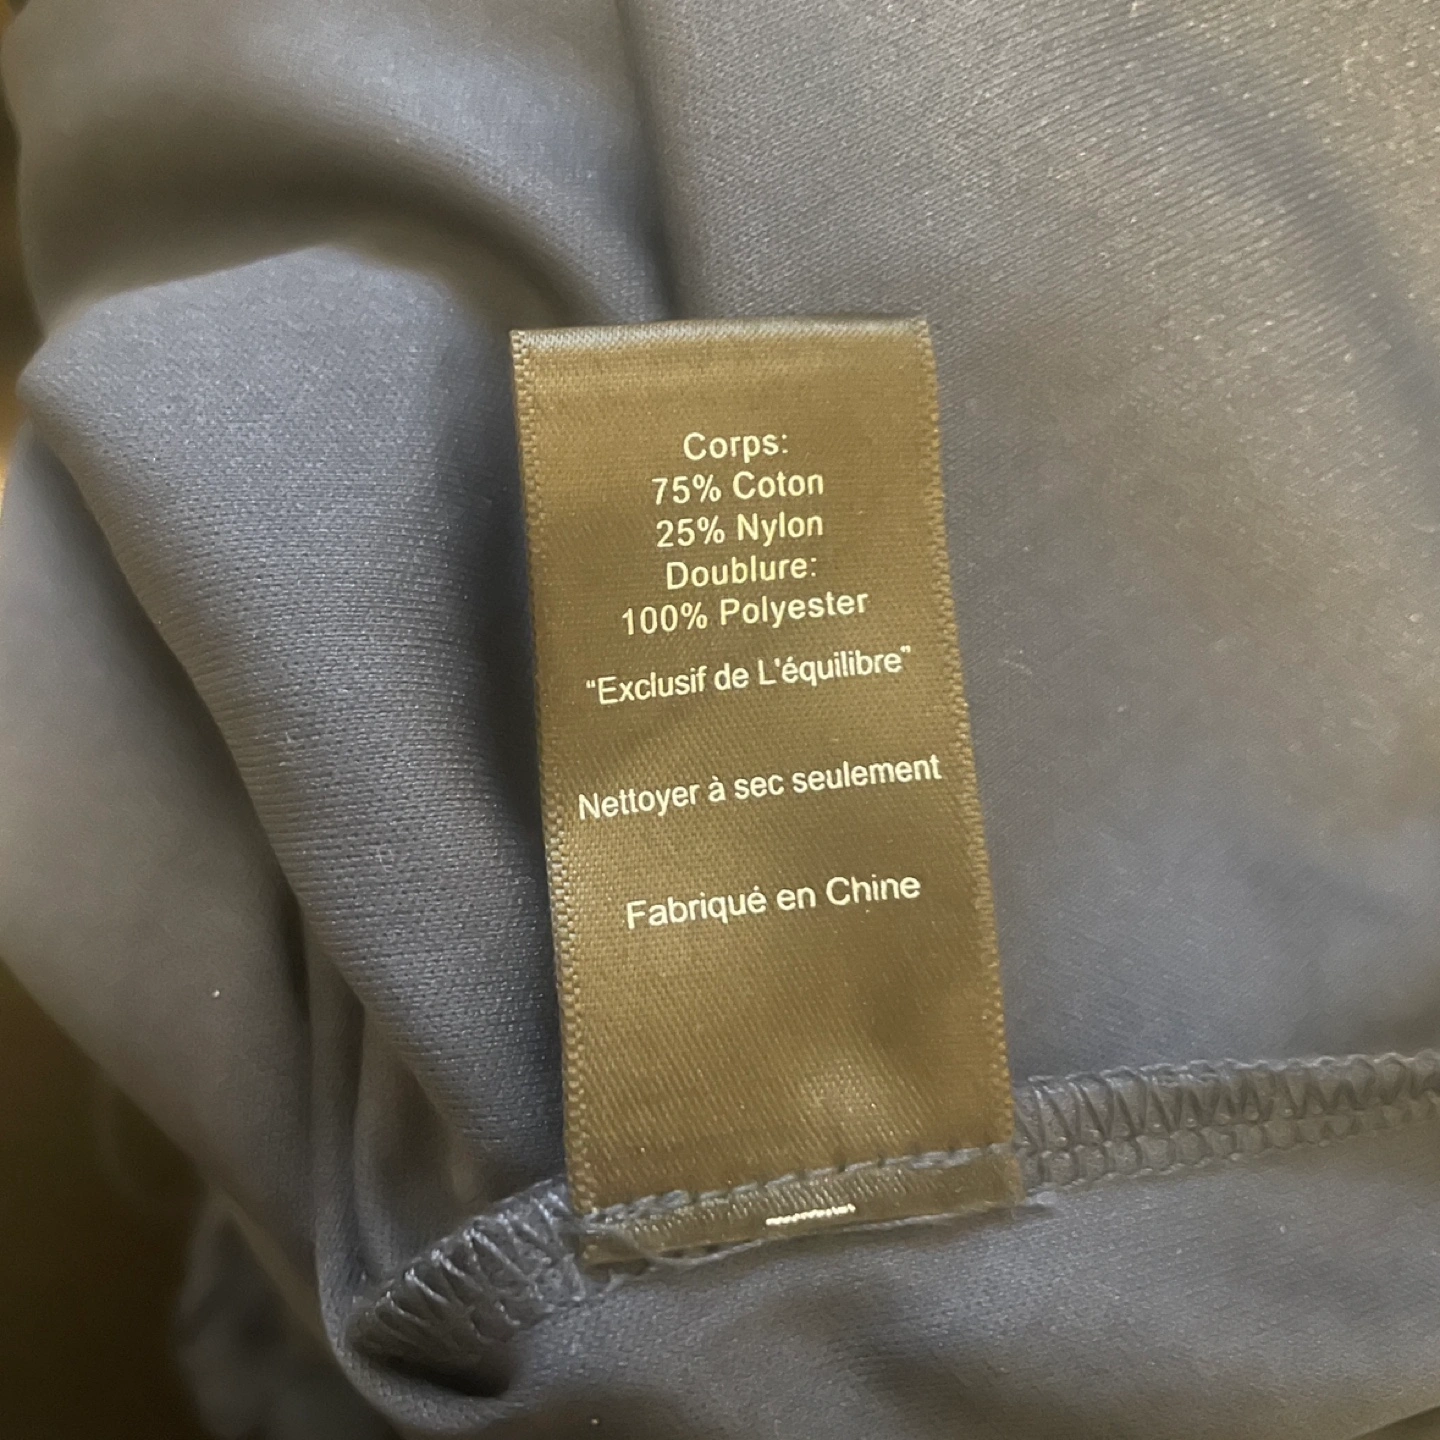 Corps:
75% Coton
25% Nylon
Doublure:
100% Polyester
“Exclusif de L'équilibre”
Nettoyer à sec seulement
Fabriqué en Chine